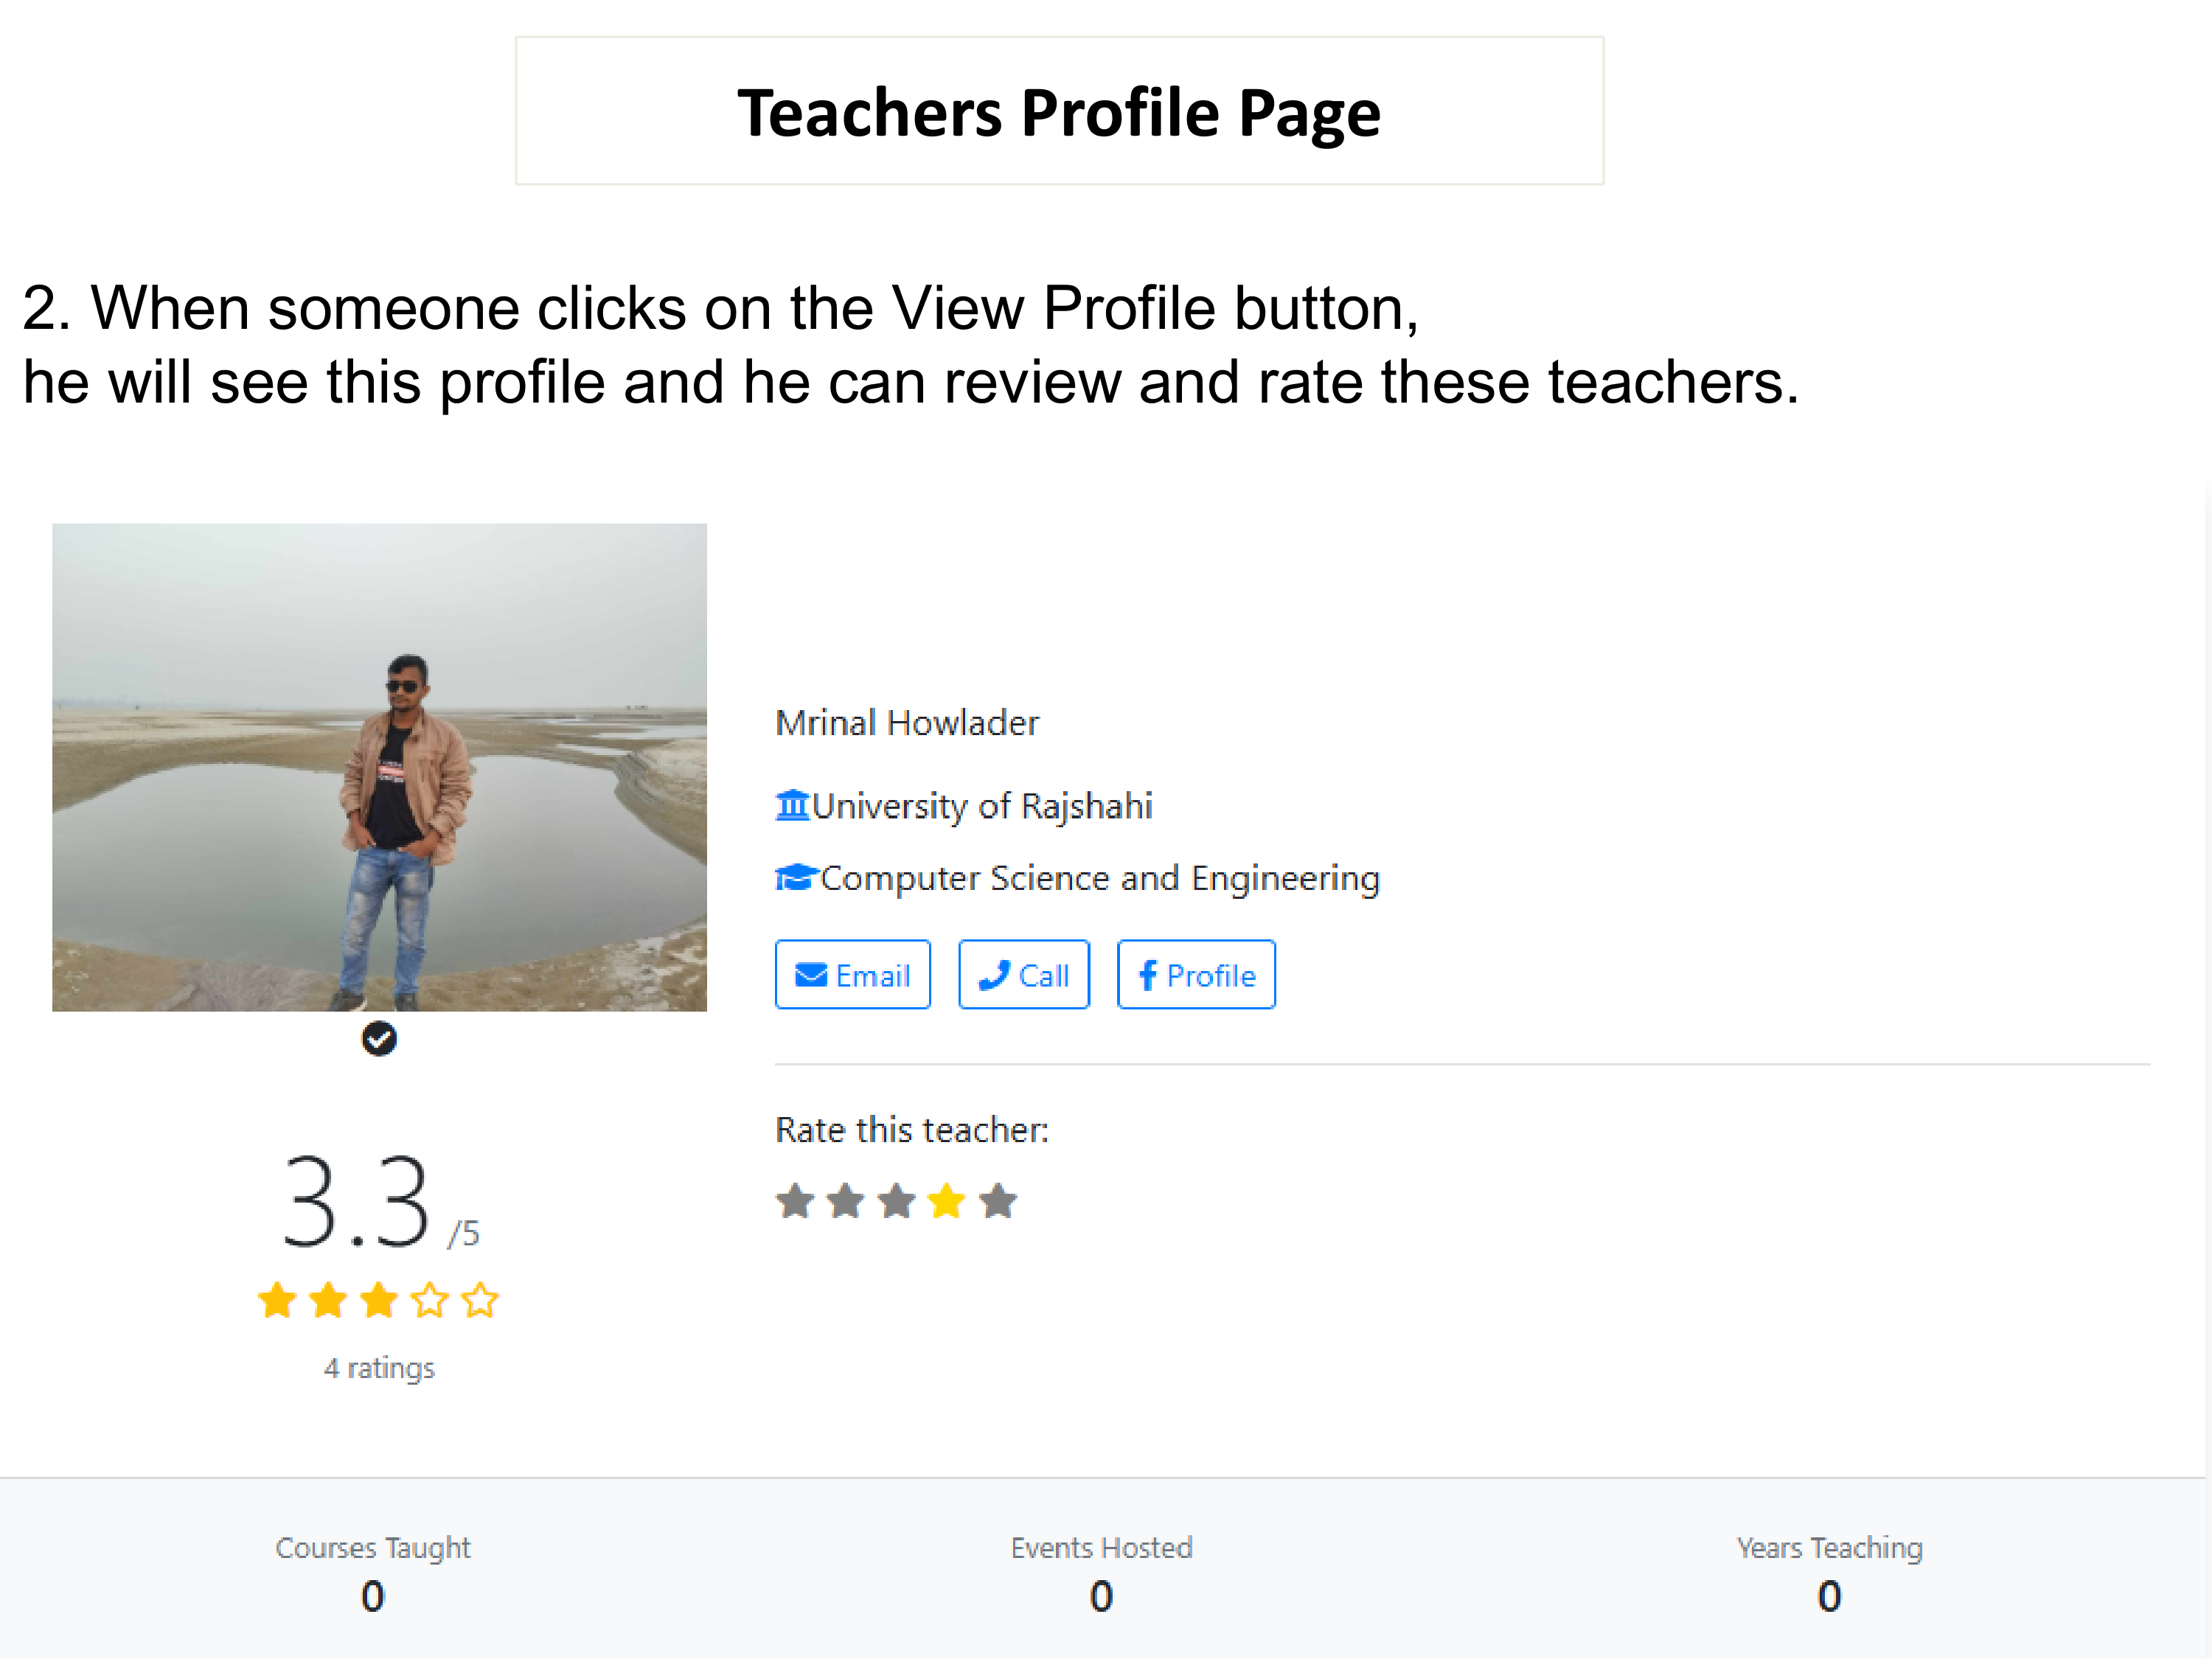 Teachers Profile Page
2. When someone clicks on the View Profile button,
he will see this profile and he can review and rate these teachers.
Mrinal Howlader
University of Rajshahi
Computer Science and Engineering
Email Call Profile
Rate this teacher:
3.3 /5
4 ratings
Courses Taught Events Hosted Years Teaching
0 0 0